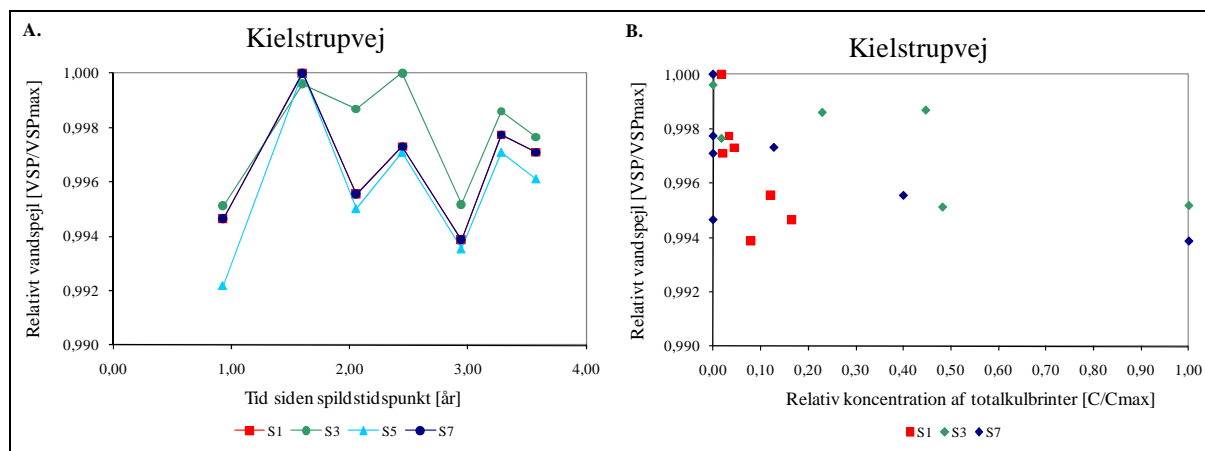 A.
Kielstrupvej
Relativt vandspejl [VSP/VSPmax]
1,000
0,998
0,996
0,994
0,992
0,990
0,00 1,00 2,00 3,00 4,00
Tid siden spildstidspunkt [år]
S1 S3 S5 S7
B.
Kielstrupvej
Relativt vandspejl [VSP/VSPmax]
1,000
0,998
0,996
0,994
0,992
0,990
0,00 0,10 0,20 0,30 0,40 0,50 0,60 0,70 0,80 0,90 1,00
Relativ koncentration af totalkulbrinter [C/Cmax]
S1 S3 S7